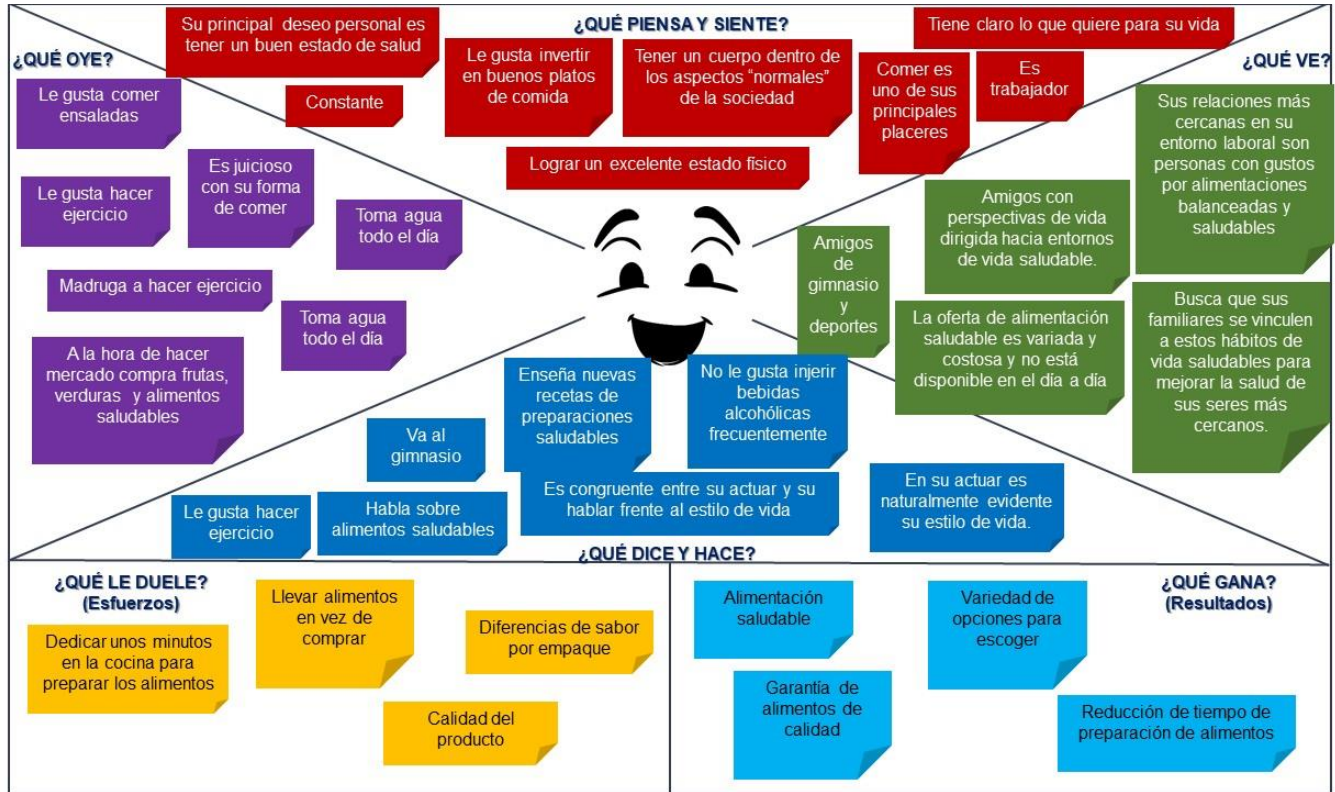 ¿QUÉ OYE?
Le gusta comer
ensaladas
Le gusta hacer
ejercicio
Es juicioso
con su forma
de comer
Toma agua
todo el día
Madruga a hacer ejercicio
Toma agua
todo el día
A la hora de hacer
mercado compra frutas,
verduras y alimentos
saludables
¿QUÉ PIENSA Y SIENTE?
Su principal deseo personal es
tener un buen estado de salud
Constante
Le gusta invertir
en buenos platos
de comida
Tener un cuerpo dentro de
los aspectos “normales”
de la sociedad
Lograr un excelente estado físico
Tiene claro lo que quiere para su vida
Comer es
uno de sus
principales
placeres
Es
trabajador
¿QUÉ VE?
Sus relaciones más
cercanas en su
entorno laboral son
personas con gustos
por alimentaciones
balanceadas y
saludables
Amigos con
perspectivas de vida
dirigida hacia entornos
de vida saludable.
Amigos
de
gimnasio
y
deportes
La oferta de alimentación
saludable es variada y
costosa y no está
disponible en el día a día
Busca que sus
familiares se vinculen
a estos hábitos de
vida saludables para
mejorar la salud de
sus seres más
cercanos.
Enseña nuevas
recetas de
preparaciones
saludables
No le gusta injerir
bebidas
alcohólicas
frecuentemente
Va al
gimnasio
Le gusta hacer
ejercicio
Habla sobre
alimentos saludables
Es congruente entre su actuar y su
hablar frente al estilo de vida
En su actuar es
naturalmente evidente
su estilo de vida.
¿QUÉ DICE Y HACE?
¿QUÉ LE DUELE?
(Esfuerzos)
Dedicar unos minutos
en la cocina para
preparar los alimentos
Llevar alimentos
en vez de
comprar
Diferencias de sabor
por empaque
Calidad del
producto
¿QUÉ GANA?
(Resultados)
Alimentación
saludable
Variedad de
opciones para
escoger
Garantía de
alimentos de
calidad
Reducción de tiempo de
preparación de alimentos